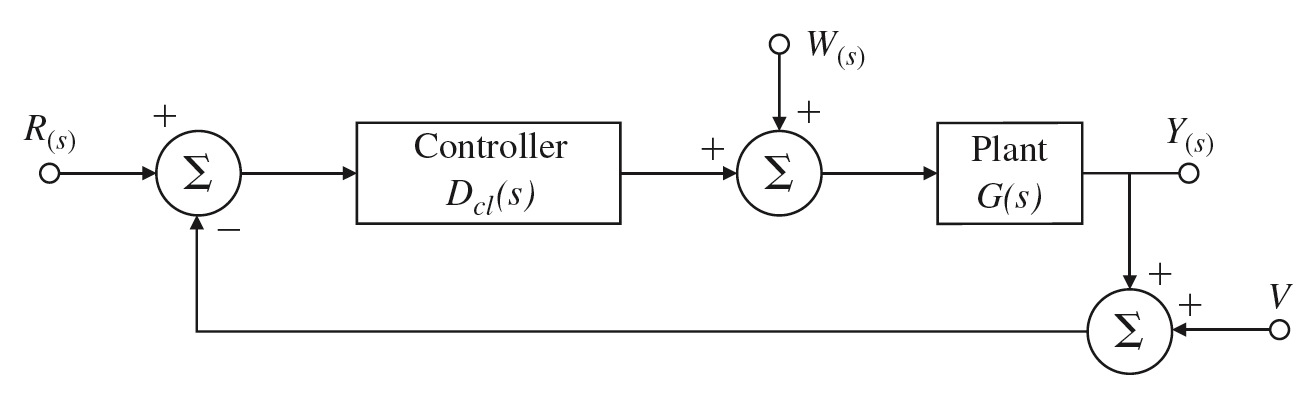 W(s)
R(s)
+
Σ
−
Controller
D_cl(s)
+
+
Σ
Plant
G(s)
Y(s)
+
+
Σ
V